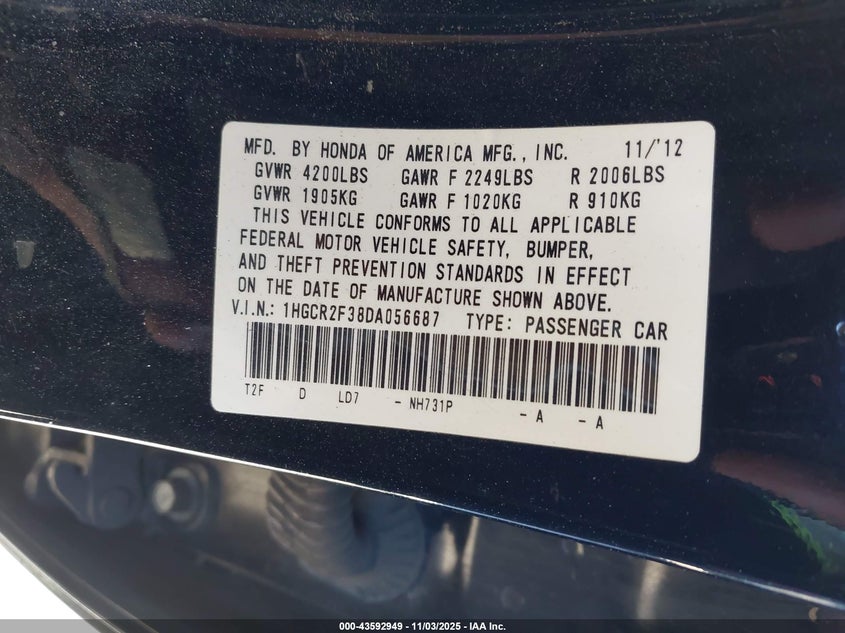 MFD. BY HONDA OF AMERICA MFG., INC. 11/'12
GVWR 4200LBS GAWR F 2249LBS R 2006LBS
GVWR 1905KG GAWR F 1020KG R 910KG
THIS VEHICLE CONFORMS TO ALL APPLICABLE
FEDERAL MOTOR VEHICLE SAFETY, BUMPER,
AND THEFT PREVENTION STANDARDS IN EFFECT
ON THE DATE OF MANUFACTURE SHOWN ABOVE.
V.I.N.: 1HGCR2F38DA056687 TYPE: PASSENGER CAR
T2F D LD7 - NH731P - A - A
000-43592949 - 11/03/2025 - IAA Inc.